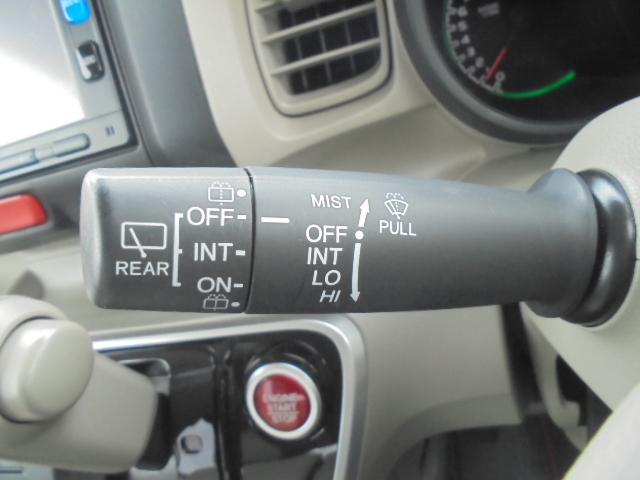 OFF
INT
ON
REAR
MIST
OFF
INT
LO
HI
PULL
ENGINE
START
STOP